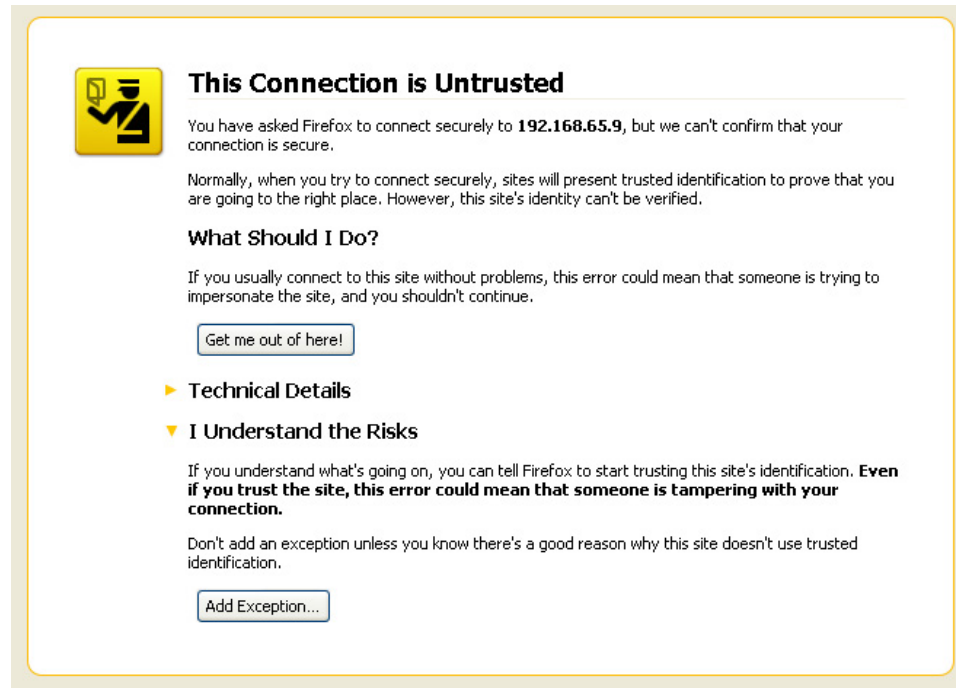 This Connection is Untrusted
You have asked Firefox to connect securely to 192.168.65.9, but we can't confirm that your
connection is secure.
Normally, when you try to connect securely, sites will present trusted identification to prove that you
are going to the right place. However, this site's identity can't be verified.
What Should I Do?
If you usually connect to this site without problems, this error could mean that someone is trying to
impersonate the site, and you shouldn't continue.
Get me out of here!
Technical Details
I Understand the Risks
If you understand what's going on, you can tell Firefox to start trusting this site's identification. Even
if you trust the site, this error could mean that someone is tampering with your
connection.
Don't add an exception unless you know there's a good reason why this site doesn't use trusted
identification.
Add Exception...